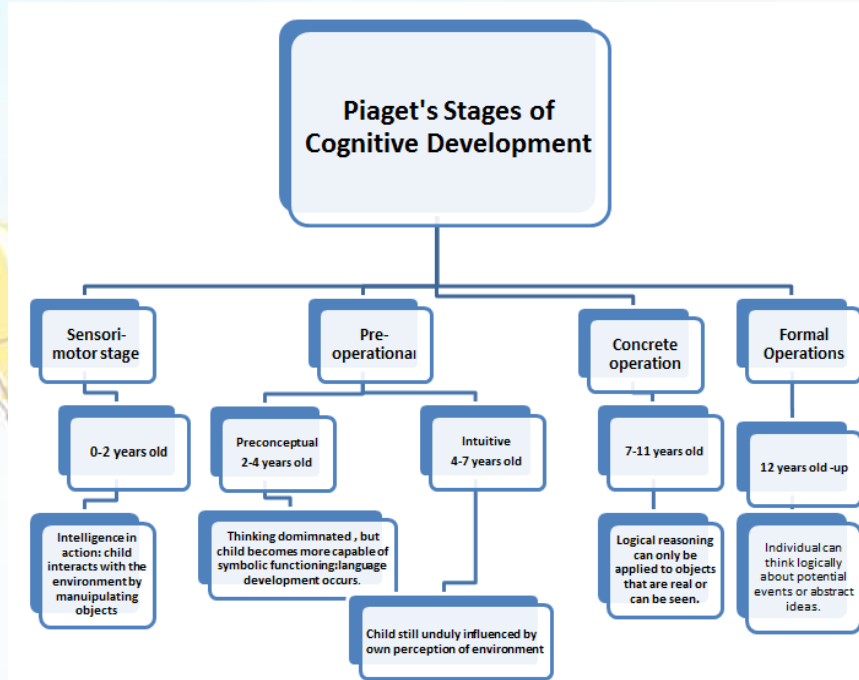 Piaget's Stages of
Cognitive Development
Sensori-
motor stage
Pre-
operational
Concrete
operation
Formal
Operations
0-2 years old
Preconceptual
2-4 years old
Intuitive
4-7 years old
7-11 years old
12 years old -up
Intelligence in
action: child
interacts with the
environment by
manuipulating
objects
Thinking domimnated , but
child becomes more capable of
symbolic functioning:language
development occurs.
Child still unduly influenced by
own perception of environment
Logical reasoning
can only be
applied to objects
that are real or
can be seen.
Individual can
think logically
about potential
events or abstract
ideas.